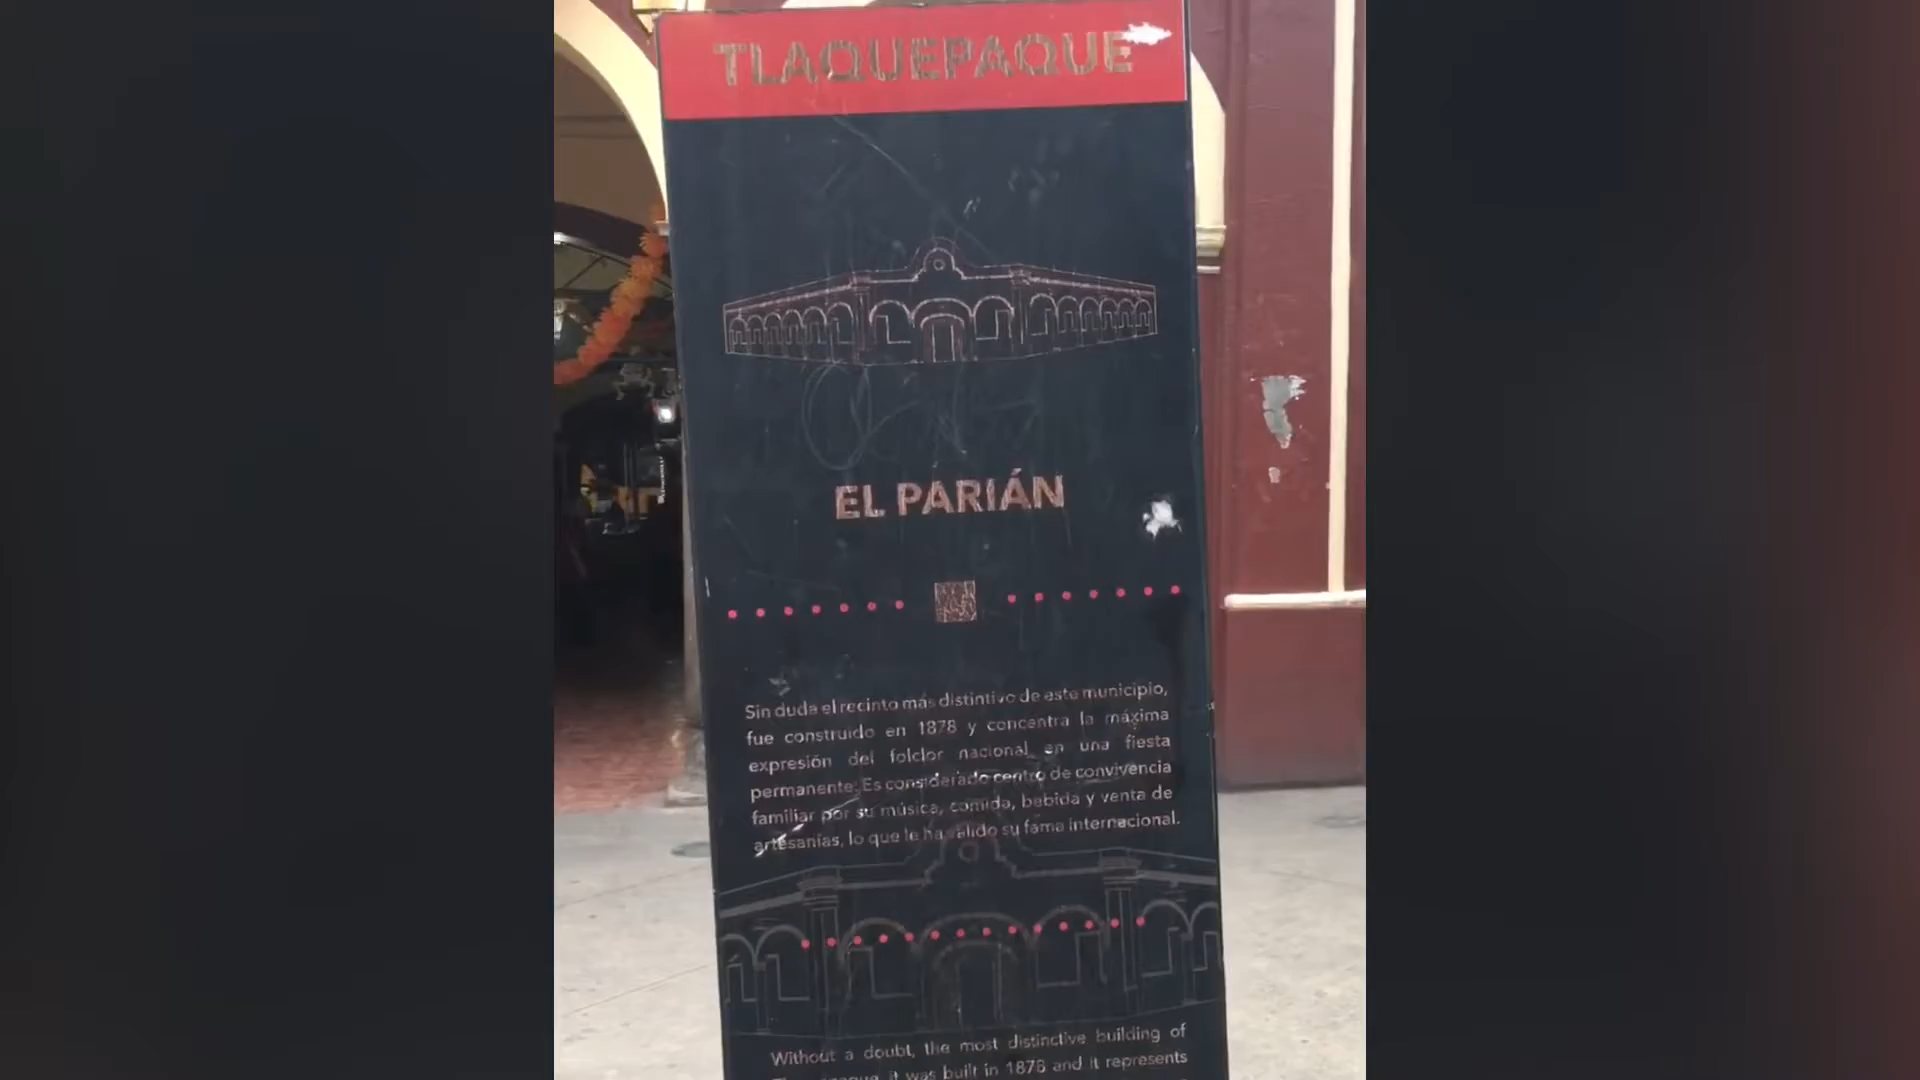 TLAQUEPAQUE
EL PARIÁN
Sin duda el recinto más distintivo de este municipio,
fue construido en 1878 y concentra la máxima
expresión del folclor nacional en una fiesta
permanente. Es considerado centro de convivencia
familiar por su música, comida, bebida y venta de
artesanías, lo que le ha valido su fama internacional.
Without a doubt, the most distinctive building of
it was built in 1878 and it represents